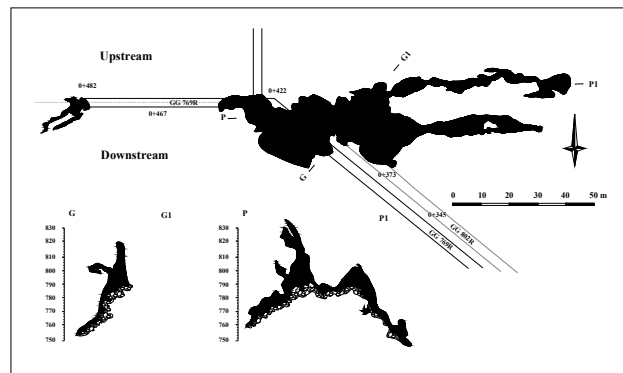 Upstream
G1
P1
0+482
0+422
GG 769R
P
0+467
Downstream
G
0+373
0 10 20 30 40 50 m
0+345
GG 802R
GG 769R
G G1 P P1
830 830
820 820
810 810
800 800
790 790
780 780
770 770
760 760
750 750